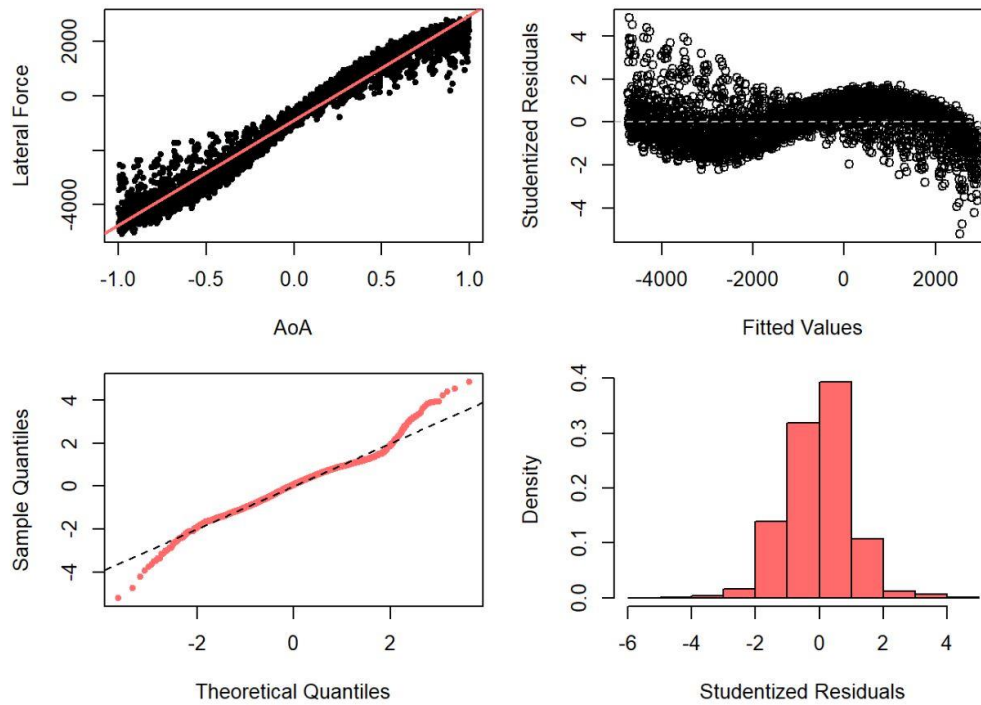 Lateral Force
2000
0
-4000
-1.0 -0.5 0.0 0.5 1.0
AoA
Studentized Residuals
4
2
0
-2
-4
-4000 -2000 0 2000
Fitted Values
Sample Quantiles
4
2
0
-2
-4
-2 0 2
Theoretical Quantiles
Density
0.4
0.3
0.2
0.1
0.0
-6 -4 -2 0 2 4
Studentized Residuals